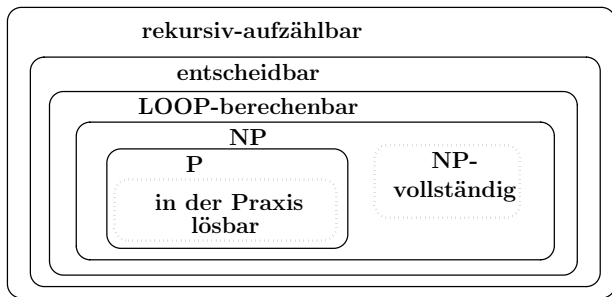 rekursiv-aufzählbar
entscheidbar
LOOP-berechenbar
NP
P
NP-
vollständig
in der Praxis
lösbar